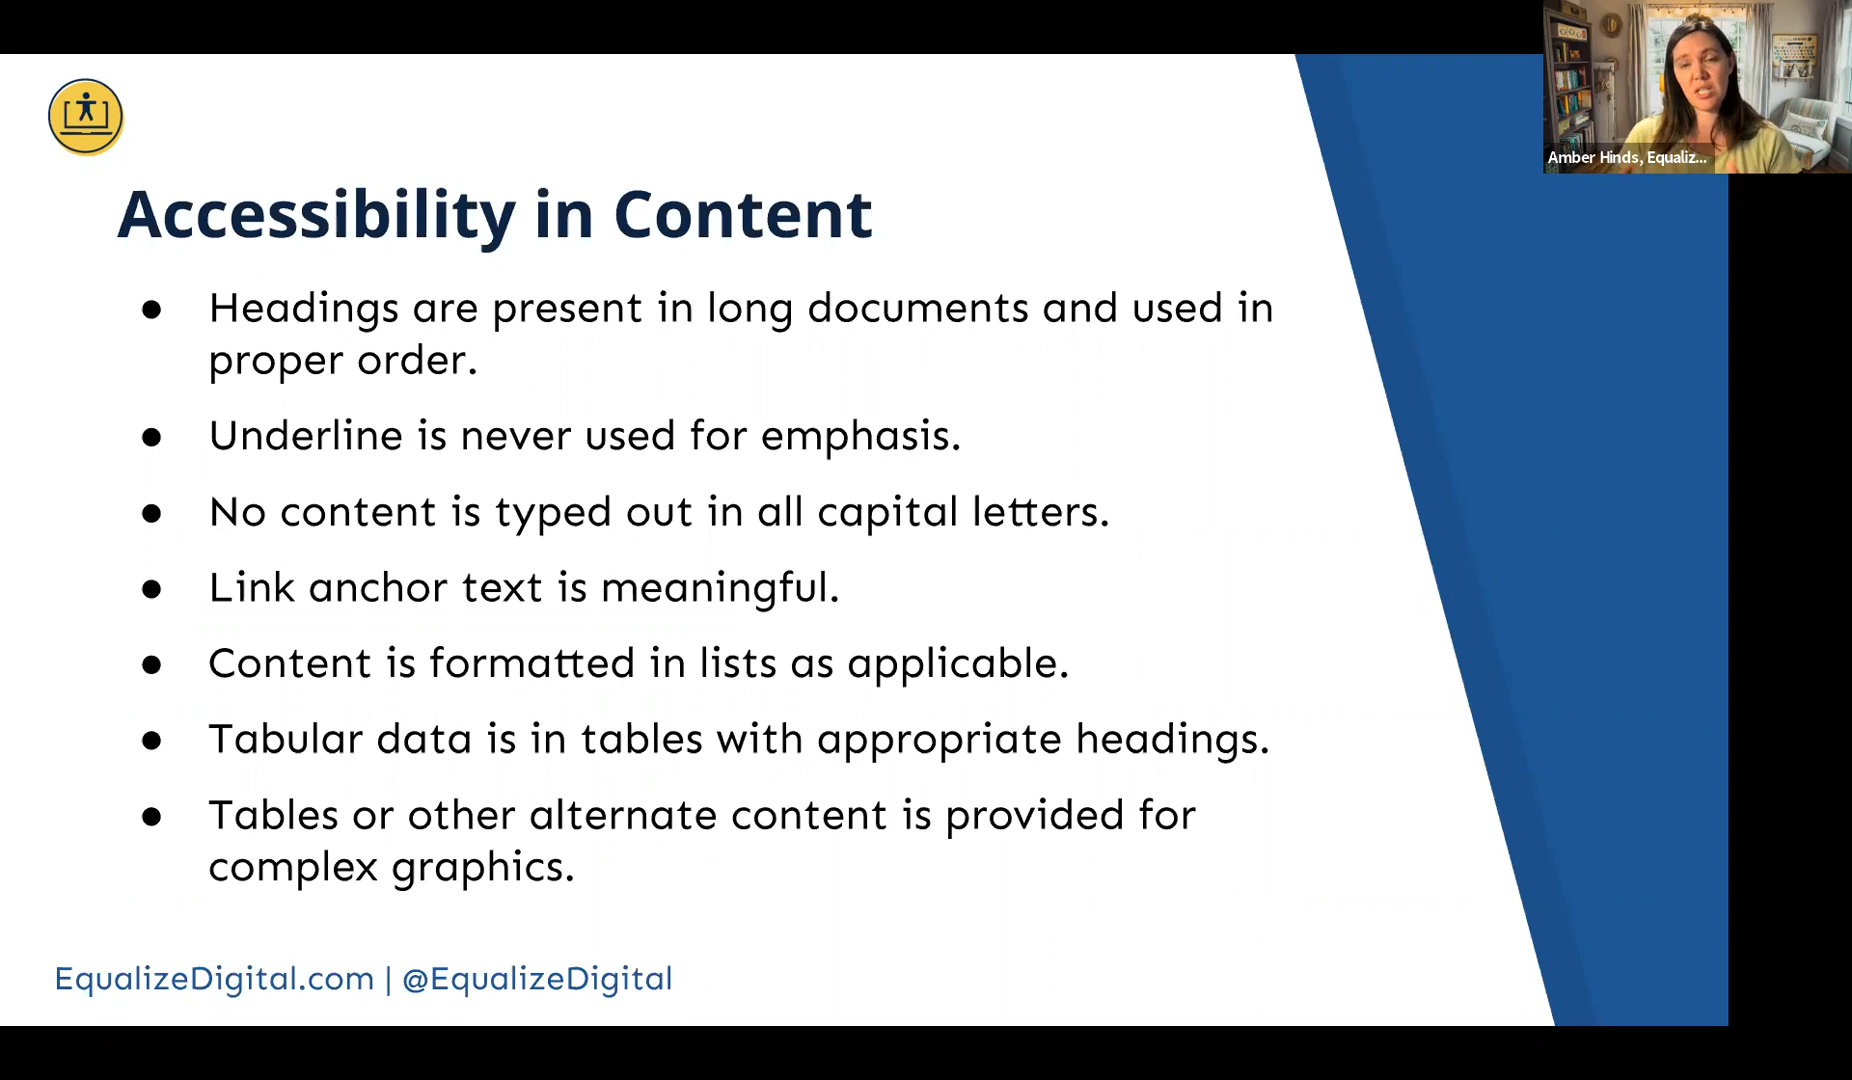 Amber Hinds, Equaliz...
Accessibility in Content
● Headings are present in long documents and used in
proper order.
● Underline is never used for emphasis.
● No content is typed out in all capital letters.
● Link anchor text is meaningful.
● Content is formatted in lists as applicable.
● Tabular data is in tables with appropriate headings.
● Tables or other alternate content is provided for
complex graphics.
EqualizeDigital.com | @EqualizeDigital